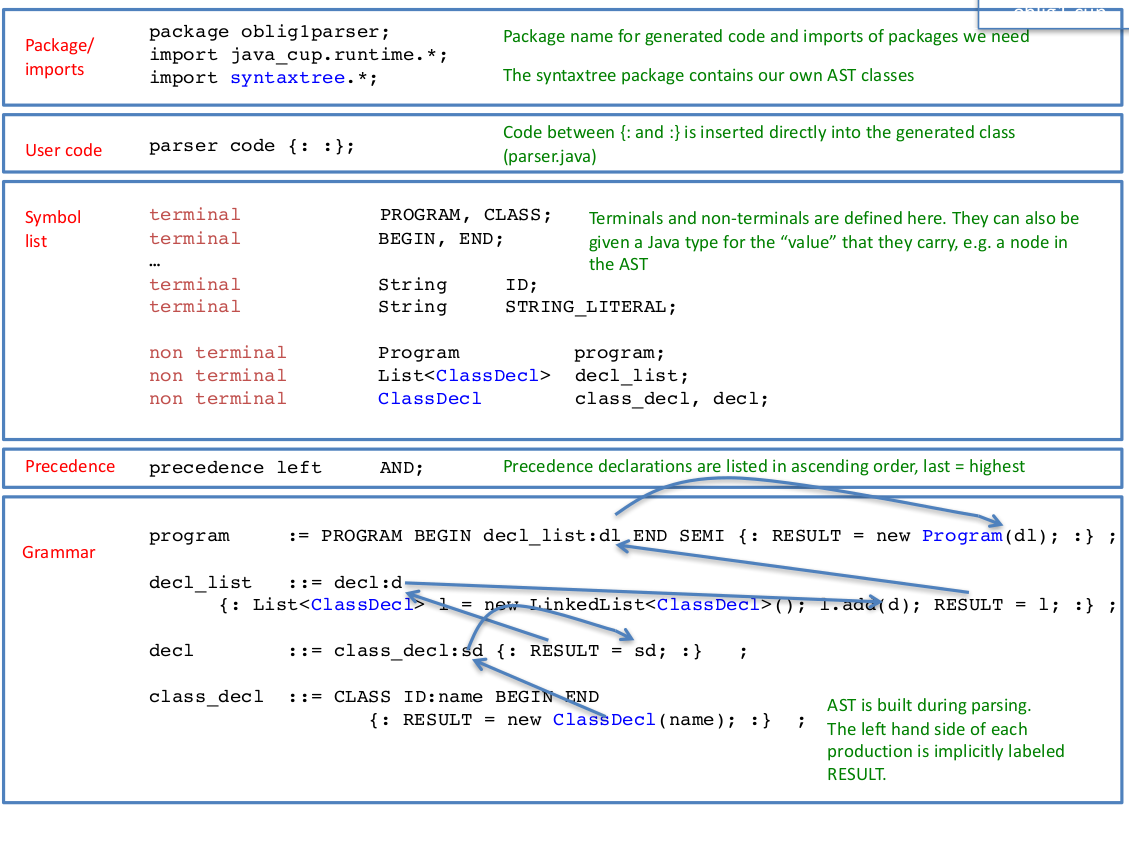 oblig1.cup
Package/
imports
package oblig1parser;
import java_cup.runtime.*;
import syntaxtree.*;
Package name for generated code and imports of packages we need
The syntaxtree package contains our own AST classes
User code
parser code {: :};
Code between {: and :} is inserted directly into the generated class
(parser.java)
Symbol
list
terminal PROGRAM, CLASS;
terminal BEGIN, END;
…
terminal String ID;
terminal String STRING_LITERAL;
non terminal Program program;
non terminal List<ClassDecl> decl_list;
non terminal ClassDecl class_decl, decl;
Terminals and non-terminals are defined here. They can also be
given a Java type for the “value” that they carry, e.g. a node in
the AST
Precedence
precedence left AND;
Precedence declarations are listed in ascending order, last = highest
Grammar
program := PROGRAM BEGIN decl_list:dl END SEMI {: RESULT = new Program(dl); :} ;
decl_list ::= decl:d
{: List<ClassDecl> l = new LinkedList<ClassDecl>(); l.add(d); RESULT = l; :} ;
decl ::= class_decl:sd {: RESULT = sd; :} ;
class_decl ::= CLASS ID:name BEGIN END
{: RESULT = new ClassDecl(name); :} ;
AST is built during parsing.
The left hand side of each
production is implicitly labeled
RESULT.